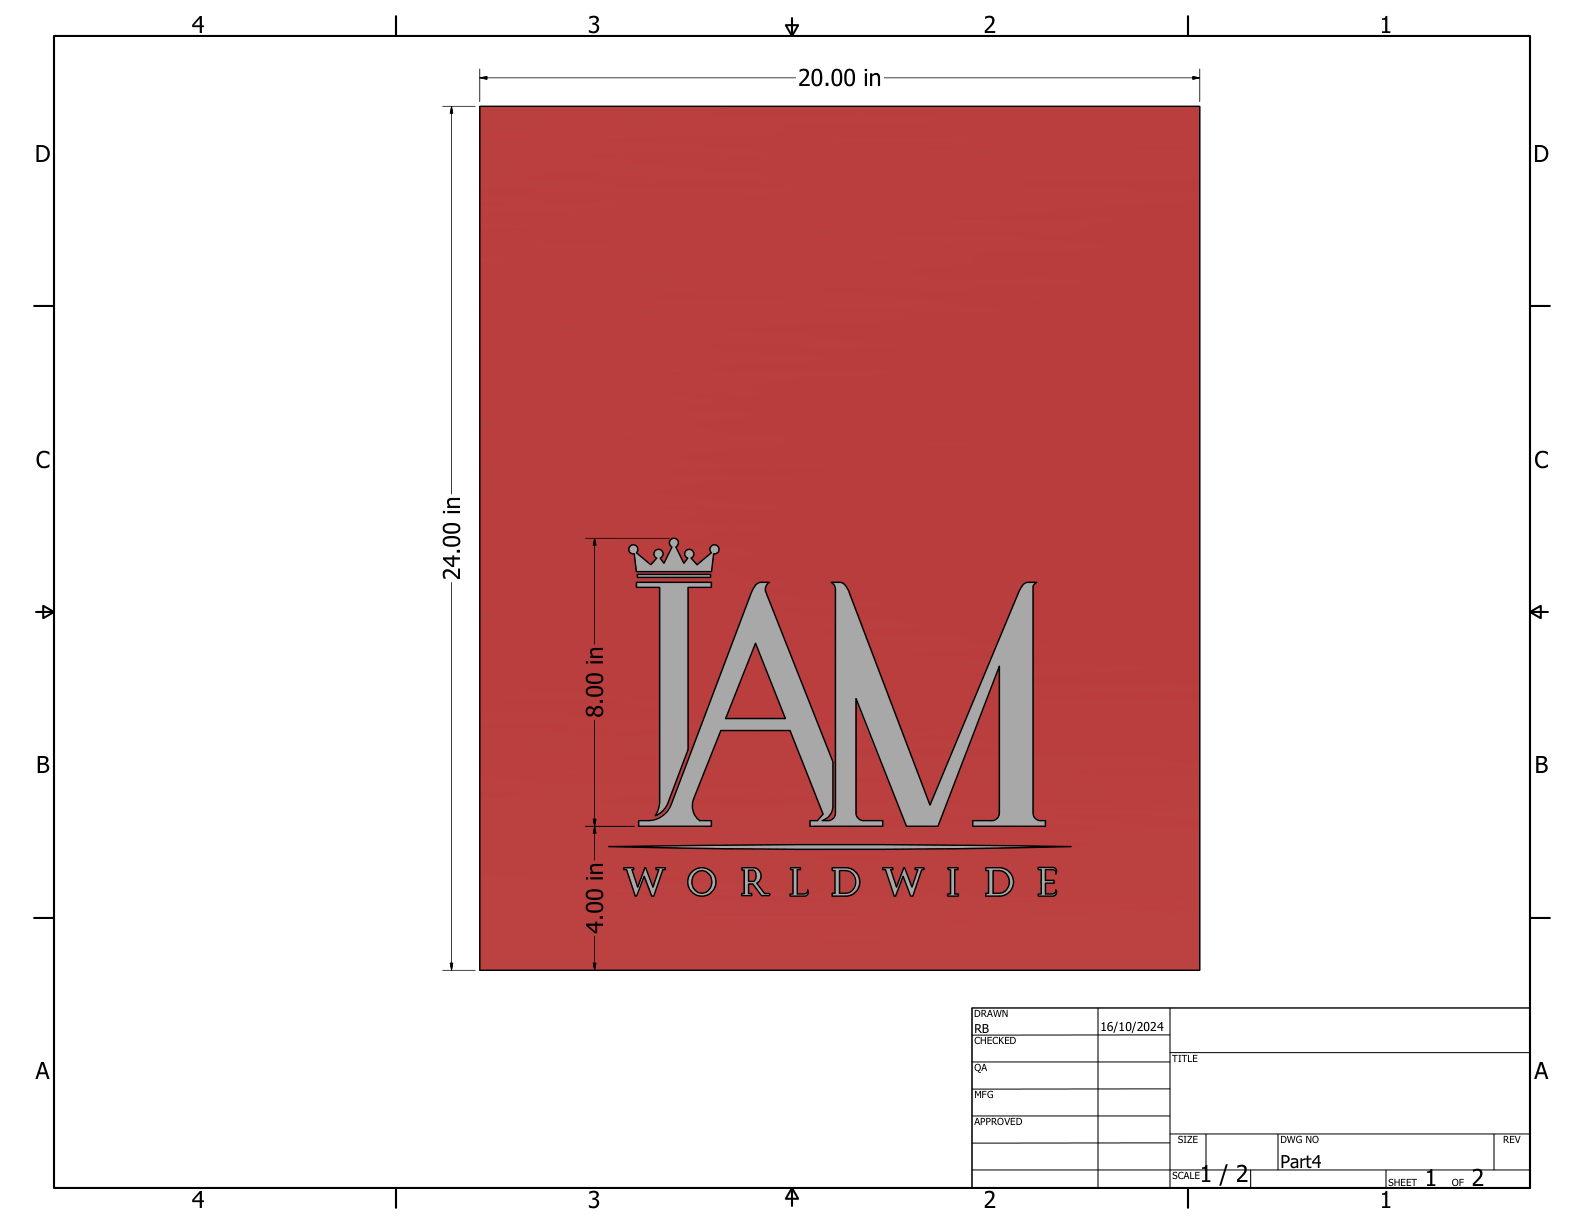 4 3 2 1
20.00 in
D D
24.00 in
C C
8.00 in
IAM
B B
4.00 in
WORLDWIDE
DRAWN
RB 16/10/2024
CHECKED
TITLE
QA
MFG
APPROVED
SIZE DWG NO REV
Part4
SCALE 1 / 2 SHEET 1 OF 2
A A
4 3 2 1